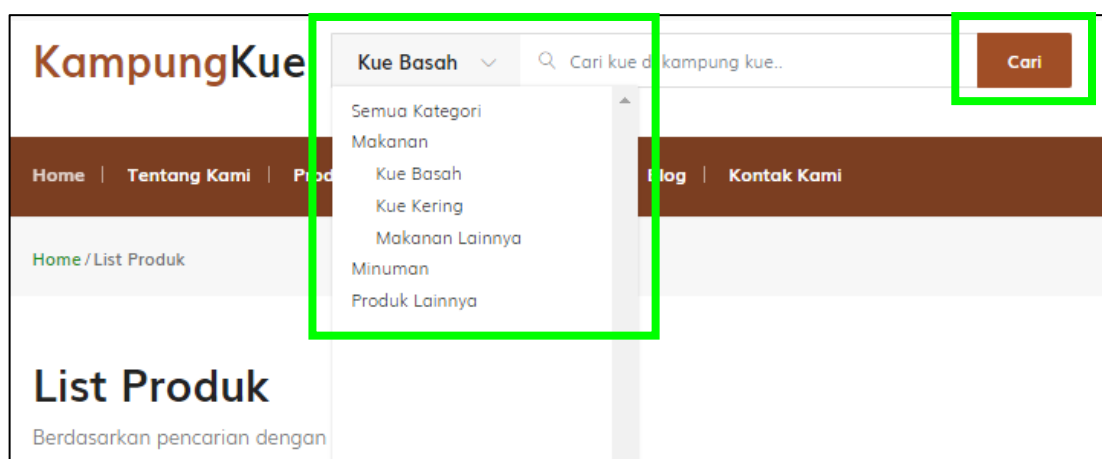 KampungKue
Kue Basah
Cari kue di kampung kue..
Cari
Semua Kategori
Makanan
Kue Basah
Kue Kering
Makanan Lainnya
Minuman
Produk Lainnya
Home | Tentang Kami |
Blog | Kontak Kami
Home / List Produk
List Produk
Berdasarkan pencarian dengan